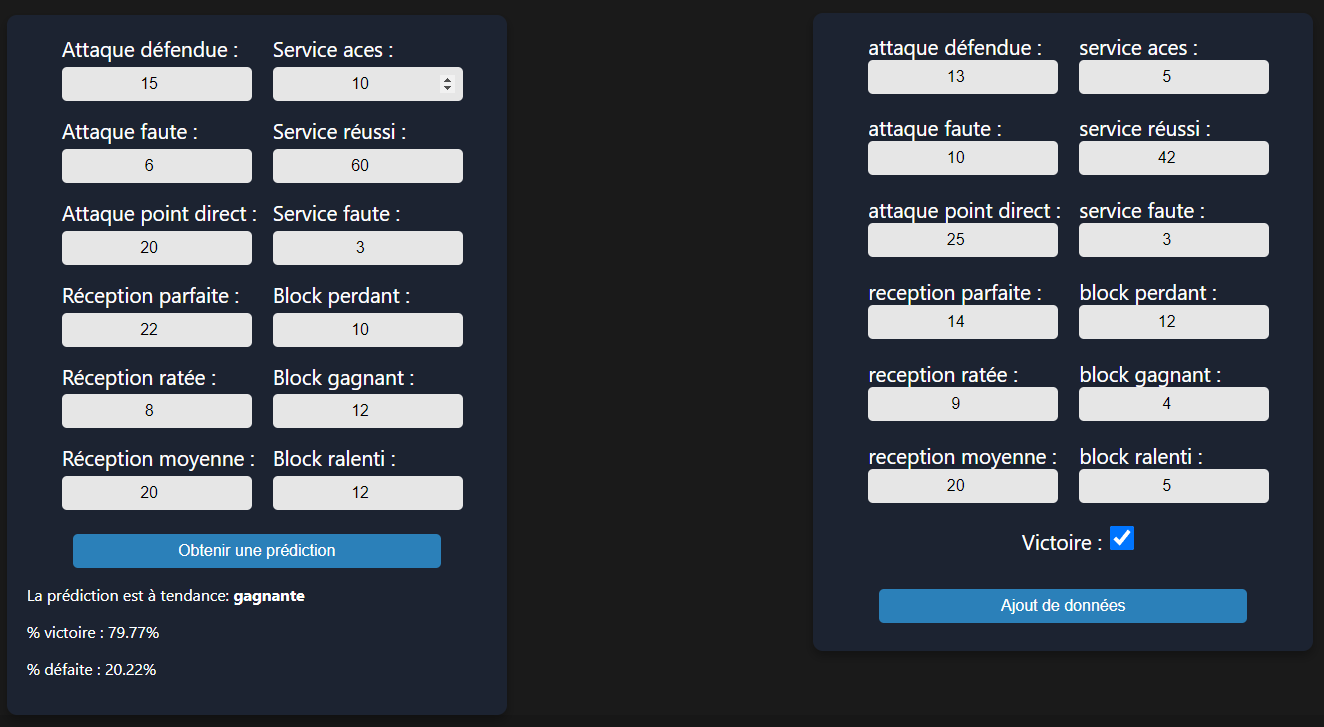 Attaque défendue : Service aces :
15 10
Attaque faute : Service réussi :
6 60
Attaque point direct : Service faute :
20 3
Réception parfaite : Block perdant :
22 10
Réception ratée : Block gagnant :
8 12
Réception moyenne : Block ralenti :
20 12
Obtenir une prédiction
La prédiction est à tendance: gagnante
% victoire : 79.77%
% défaite : 20.22%
attaque défendue : service aces :
13 5
attaque faute : service réussi :
10 42
attaque point direct : service faute :
25 3
reception parfaite : block perdant :
14 12
reception ratée : block gagnant :
9 4
reception moyenne : block ralenti :
20 5
Victoire :
Ajout de données